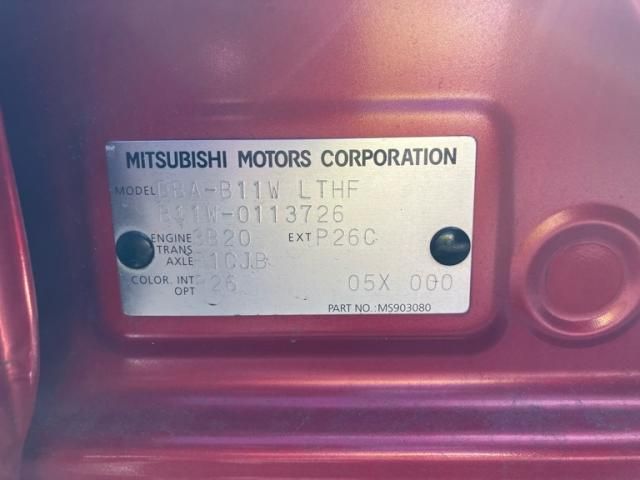 MITSUBISHI MOTORS CORPORATION
MODEL DBA-B11W LTHF
B11W-0113726
ENGINE 3B20 EXT P26C
TRANS
AXLE F1CJB
COLOR. INT P26 05X 000
OPT
PART NO.:MS903080